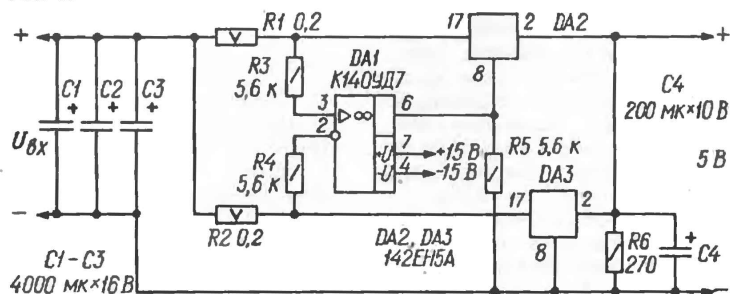 +
R1 0,2
17
2
DA2
+
C1
+
C2
+
C3
+
R3
5,6 к
DA1
К140УД7
8
C4
200 мк×10 В
3
2
▷ ∞
6
Uвх
R4
5,6 к
+U
-U
7
+15 В
4
-15 В
R5 5,6 к
5 В
DA3
–
R2 0,2
17
2
DA2, DA3
142ЕН5А
8
R6
270
+
C4
C1–C3
4000 мк×16 В
–